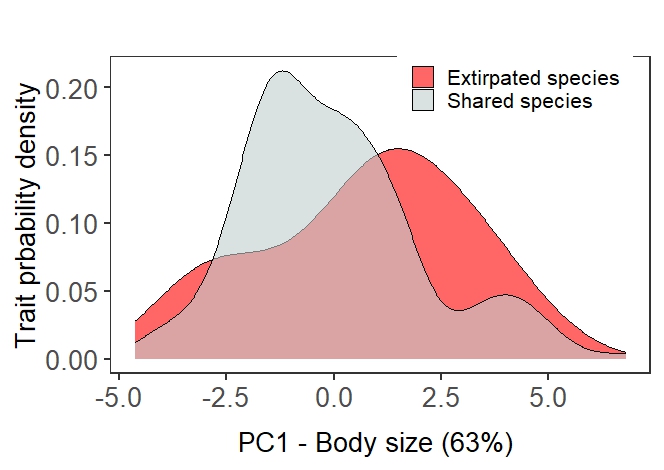 Extirpated species
Shared species
Trait prbability density
0.20
0.15
0.10
0.05
0.00
-5.0 -2.5 0.0 2.5 5.0
PC1 - Body size (63%)